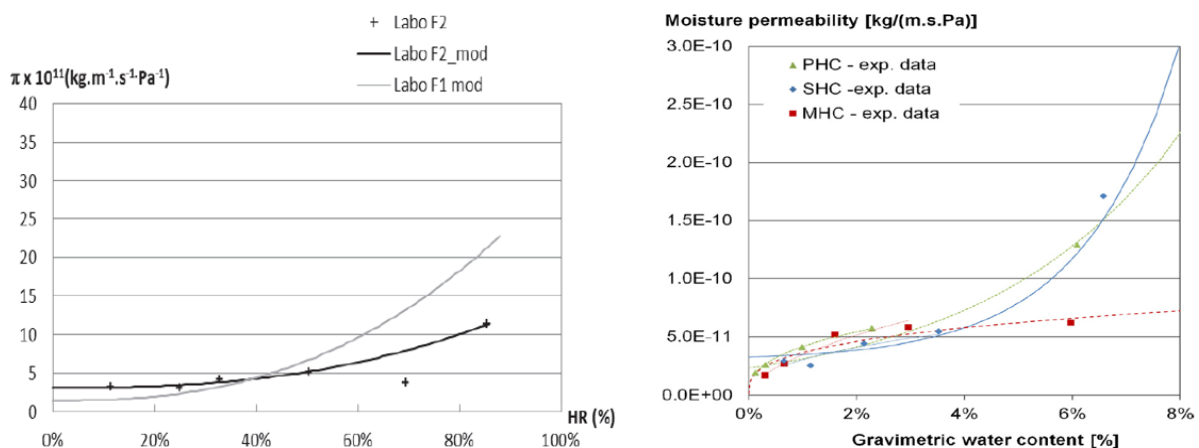 + Labo F2
Labo F2_mod
Labo F1 mod
π x 10¹¹(kg.m⁻¹.s⁻¹·Pa⁻¹)
40
35
30
25
20
15
10
5
0
0% 20% 40% 60% 80% 100%
HR (%)
Moisture permeability [kg/(m.s.Pa)]
3.0E-10
2.5E-10
2.0E-10
1.5E-10
1.0E-10
5.0E-11
0.0E+00
PHC - exp. data
SHC -exp. data
MHC - exp. data
0% 2% 4% 6% 8%
Gravimetric water content [%]